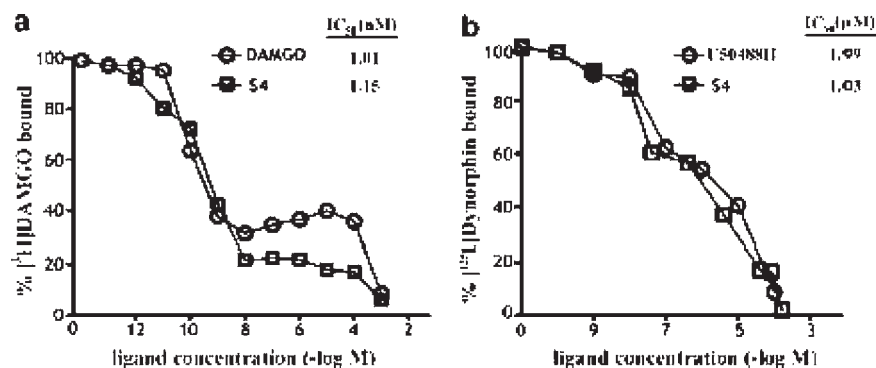 a
IC50(nM)
DAMGO 1.01
S4 1.15
% [3H]DAMGO bound
100
80
60
40
20
0
0 12 10 8 6 4 2
ligand concentration (-log M)
b
IC50(µM)
U50488H 1.99
S4 1.03
% [125I]Dynorphin bound
100
80
60
40
20
0
0 9 7 5 3
ligand concentration (-log M)